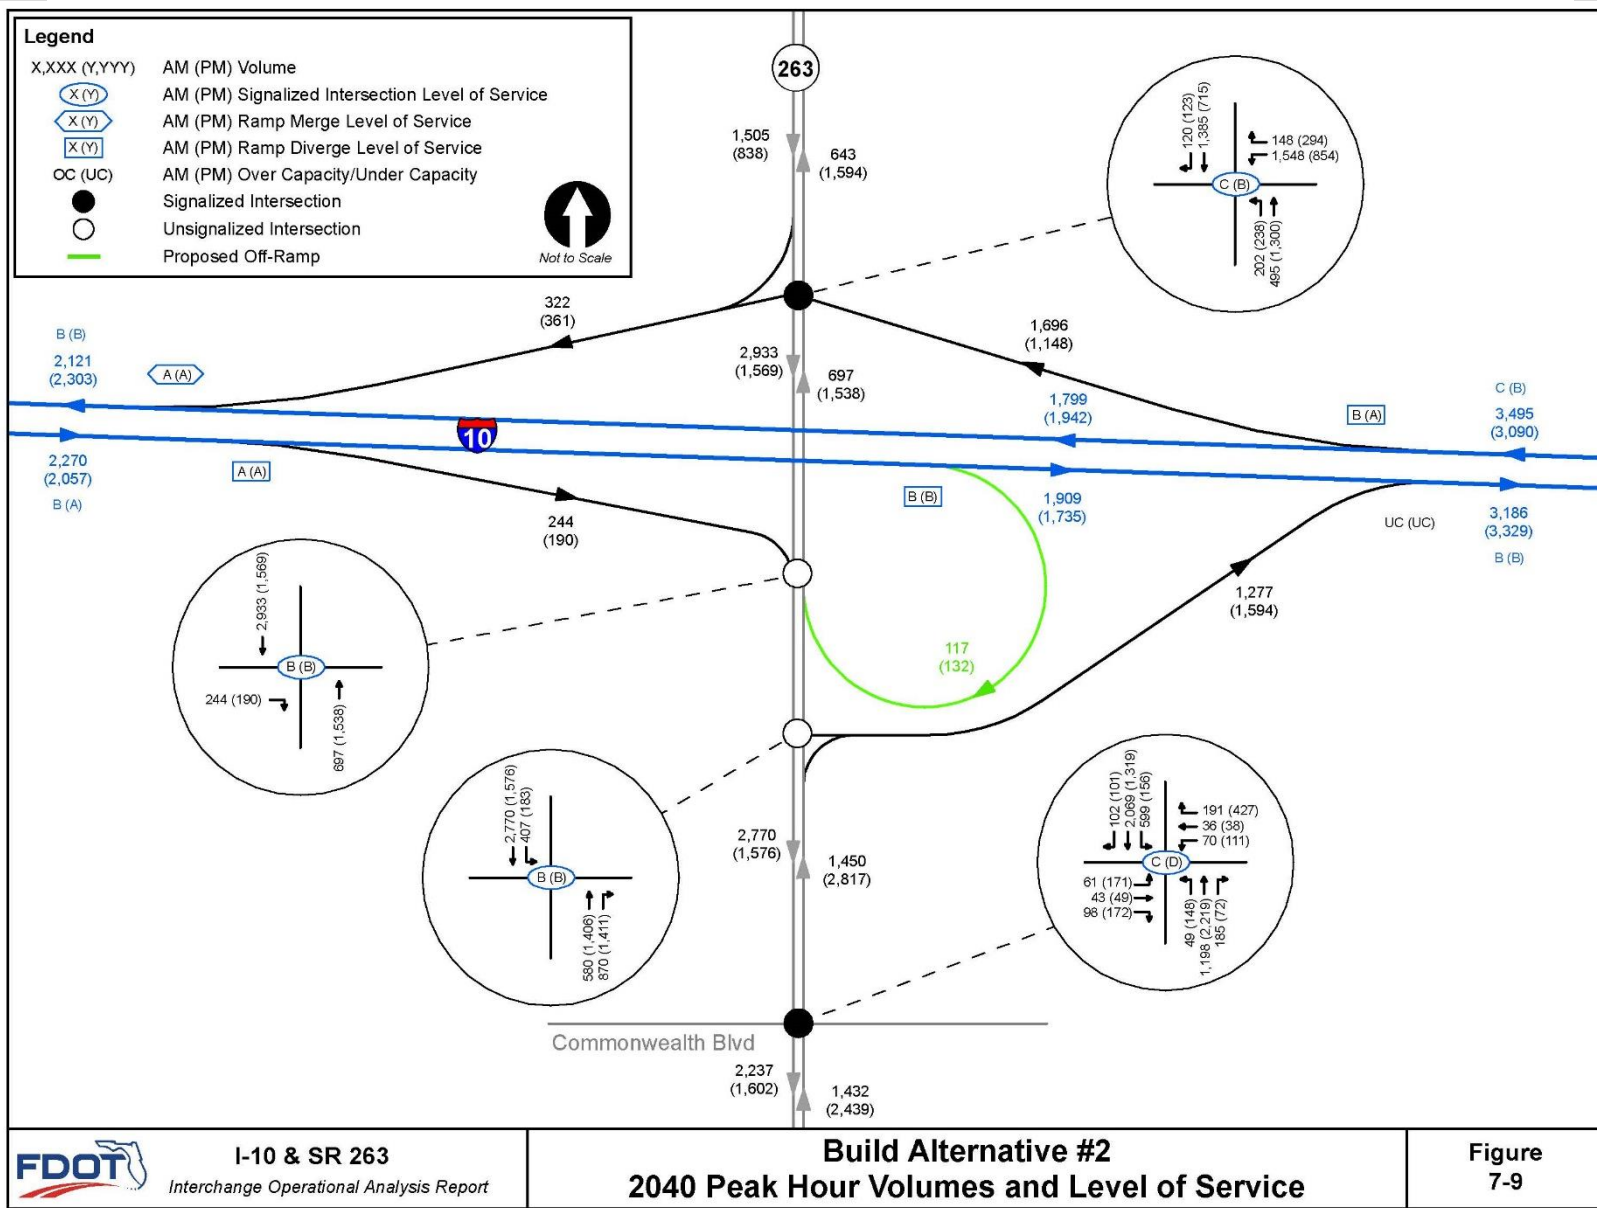 Legend
X,XXX (Y,YYY) AM (PM) Volume
X (Y) AM (PM) Signalized Intersection Level of Service
X (Y) AM (PM) Ramp Merge Level of Service
X (Y) AM (PM) Ramp Diverge Level of Service
OC (UC) AM (PM) Over Capacity/Under Capacity
Signalized Intersection
Unsignalized Intersection
Proposed Off-Ramp
Not to Scale
263
1,505
(838)
643
(1,594)
120 (123)
1,385 (715)
148 (294)
1,548 (854)
C (B)
202 (238)
495 (1,300)
322
(361)
1,696
(1,148)
B (B)
2,121
(2,303)
A (A)
2,933
(1,569)
697
(1,538)
1,799
(1,942)
B (A)
C (B)
3,495
(3,090)
10
2,270
(2,057)
B (A)
A (A)
244
(190)
B (B)
1,909
(1,735)
UC (UC)
3,186
(3,329)
B (B)
1,277
(1,594)
117
(132)
2,933 (1,569)
B (B)
244 (190)
697 (1,538)
2,770 (1,576)
407 (183)
B (B)
580 (1,406)
870 (1,411)
2,770
(1,576)
1,450
(2,817)
102 (101)
2,069 (1,319)
599 (156)
191 (427)
36 (38)
70 (111)
C (D)
61 (171)
43 (49)
98 (172)
49 (148)
1,198 (2,219)
185 (72)
Commonwealth Blvd
2,237
(1,602)
1,432
(2,439)
FDOT
I-10 & SR 263
Interchange Operational Analysis Report
Build Alternative #2
2040 Peak Hour Volumes and Level of Service
Figure
7-9